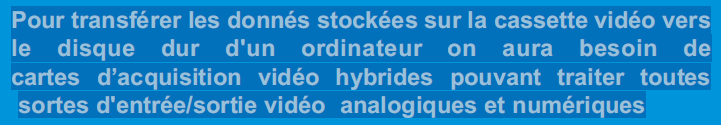 Pour transférer les donnés stockées sur la cassette vidéo vers
le disque dur d'un ordinateur on aura besoin de
cartes d’acquisition vidéo hybrides pouvant traiter toutes
sortes d'entrée/sortie vidéo analogiques et numériques